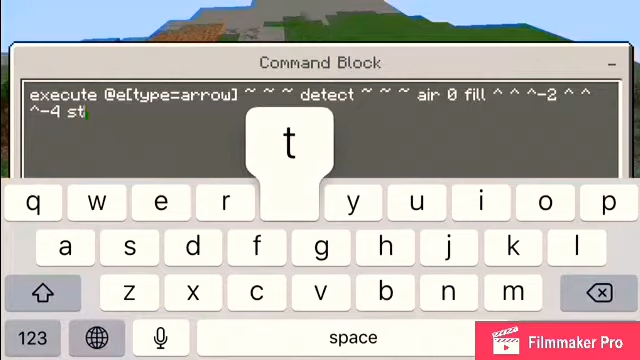 Command Block
execute @e[type=arrow] ~ ~ ~ detect ~ ~ ~ air 0 fill ^ ^ ^-2 ^ ^
^-4 st
t
q w e r y u i o p
a s d f g h j k l
z x c v b n m
123 space
Filmmaker Pro